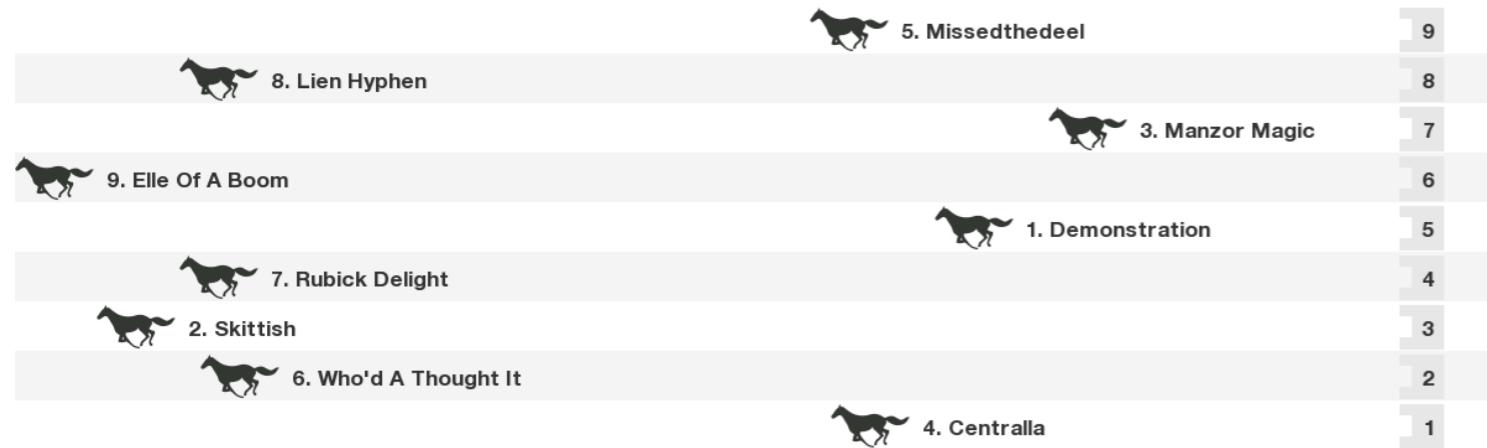 5. Missedthedeel 9
8. Lien Hyphen 8
3. Manzor Magic 7
9. Elle Of A Boom 6
1. Demonstration 5
7. Rubick Delight 4
2. Skittish 3
6. Who'd A Thought It 2
4. Centralla 1